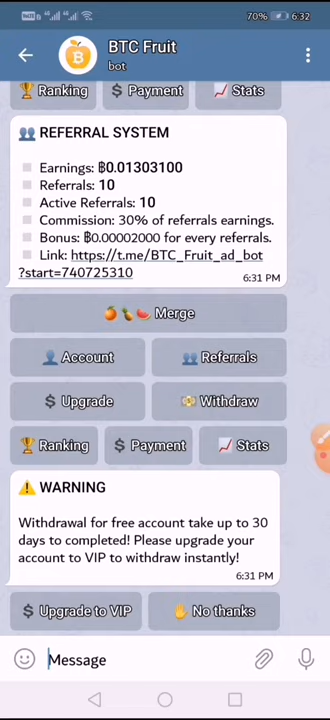 70% 6:32
BTC Fruit
bot
🏆 Ranking
$ Payment
📈 Stats
👥 REFERRAL SYSTEM
◽ Earnings: ₿0.01303100
◽ Referrals: 10
◽ Active Referrals: 10
◽ Commission: 30% of referrals earnings.
◽ Bonus: ₿0.00002000 for every referrals.
◽ Link: https://t.me/BTC_Fruit_ad_bot
?start=740725310
6:31 PM
🍊🍍🍉 Merge
👤 Account
👥 Referrals
$ Upgrade
💸 Withdraw
🏆 Ranking
$ Payment
📈 Stats
⚠️ WARNING
Withdrawal for free account take up to 30
days to completed! Please upgrade your
account to VIP to withdraw instantly!
6:31 PM
$ Upgrade to VIP
✋ No thanks
Message